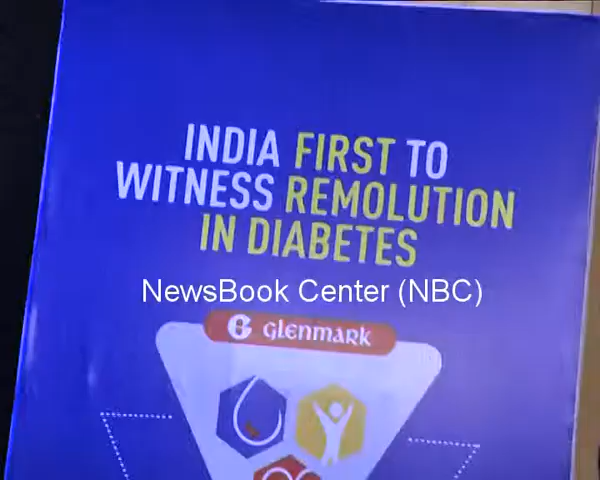 INDIA FIRST TO
WITNESS REMOLUTION
IN DIABETES
NewsBook Center (NBC)
G GLENMARK